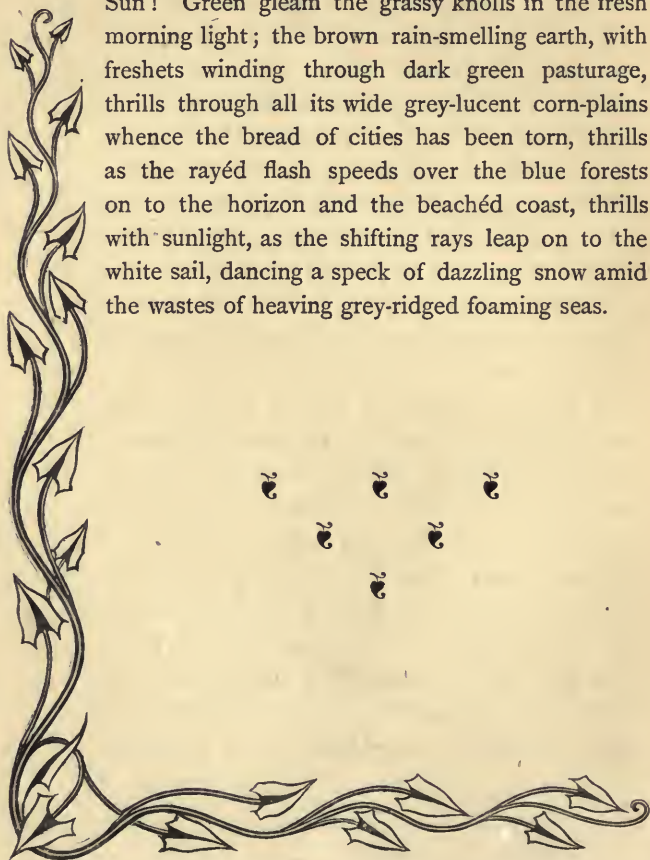 Sun! Green gleam the grassy knolls in the fresh
morning light; the brown rain-smelling earth, with
freshets winding through dark green pasturage,
thrills through all its wide grey-lucent corn-plains
whence the bread of cities has been torn, thrills
as the rayéd flash speeds over the blue forests
on to the horizon and the beachéd coast, thrills
with sunlight, as the shifting rays leap on to the
white sail, dancing a speck of dazzling snow amid
the wastes of heaving grey-ridged foaming seas.